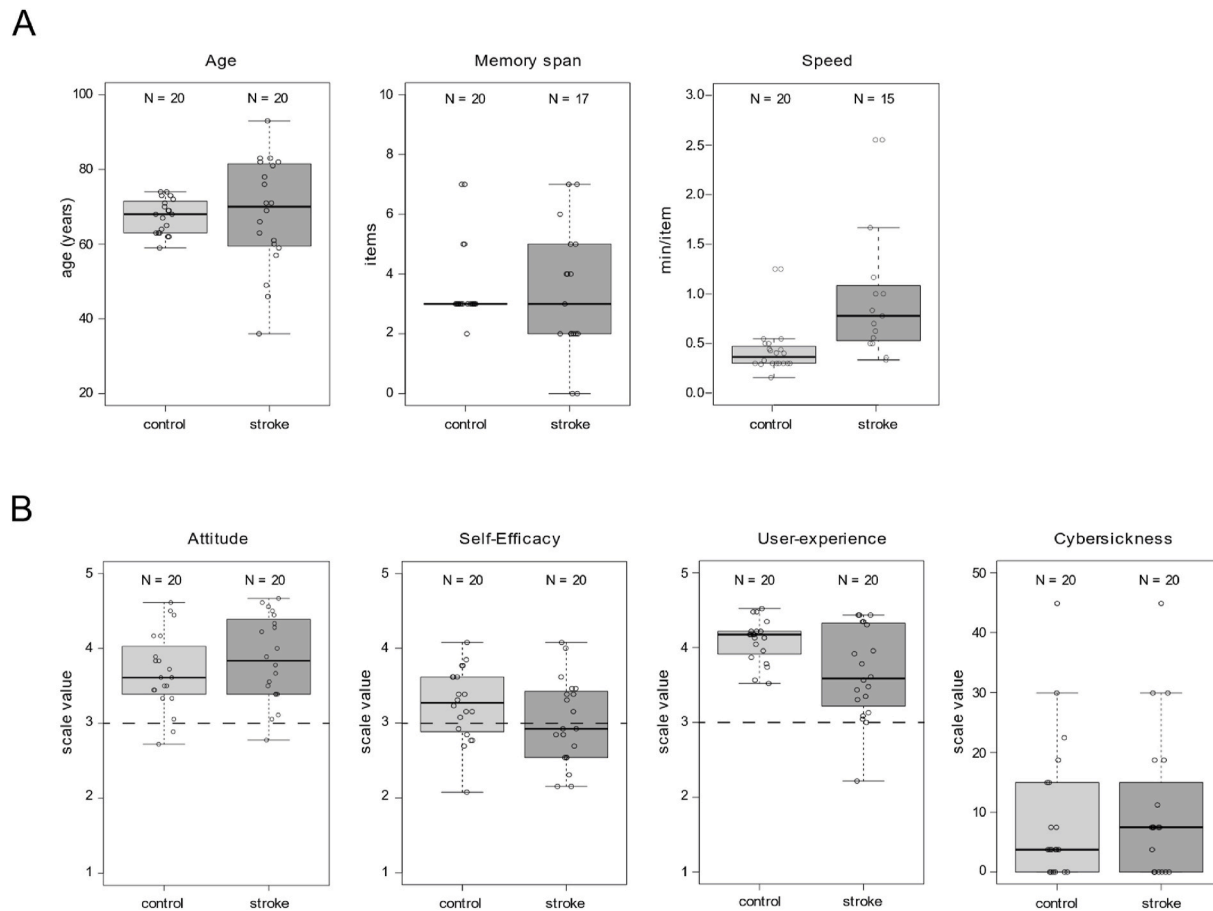 A
Age
Memory span
Speed
100
80
60
40
20
age (years)
N = 20
N = 20
control
stroke
10
8
6
4
2
0
items
N = 20
N = 17
control
stroke
3.0
2.5
2.0
1.5
1.0
0.5
0.0
min/item
N = 20
N = 15
control
stroke
B
Attitude
Self-Efficacy
User-experience
Cybersickness
5
4
3
2
1
scale value
N = 20
N = 20
control
stroke
5
4
3
2
1
scale value
N = 20
N = 20
control
stroke
5
4
3
2
1
scale value
N = 20
N = 20
control
stroke
50
40
30
20
10
0
scale value
N = 20
N = 20
control
stroke